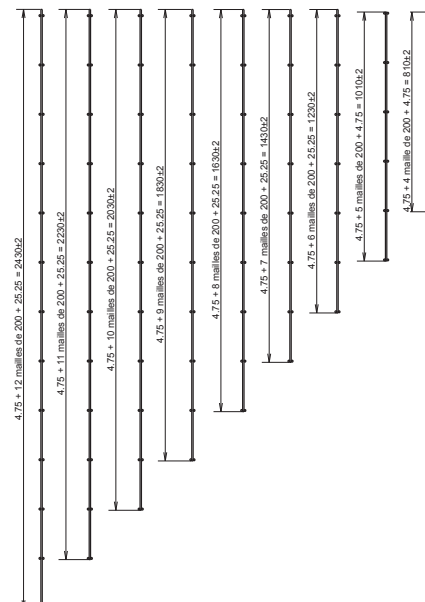 4.75 + 12 mailles de 200 + 25.25 = 2430±2
4.75 + 11 mailles de 200 + 25.25 = 2230±2
4.75 + 10 mailles de 200 + 25.25 = 2030±2
4.75 + 9 mailles de 200 + 25.25 = 1830±2
4.75 + 8 mailles de 200 + 25.25 = 1630±2
4.75 + 7 mailles de 200 + 25.25 = 1430±2
4.75 + 6 mailles de 200 + 25.25 = 1230±2
4.75 + 5 mailles de 200 + 4.75 = 1010±2
4.75 + 4 maille de 200 + 4.75 = 810±2